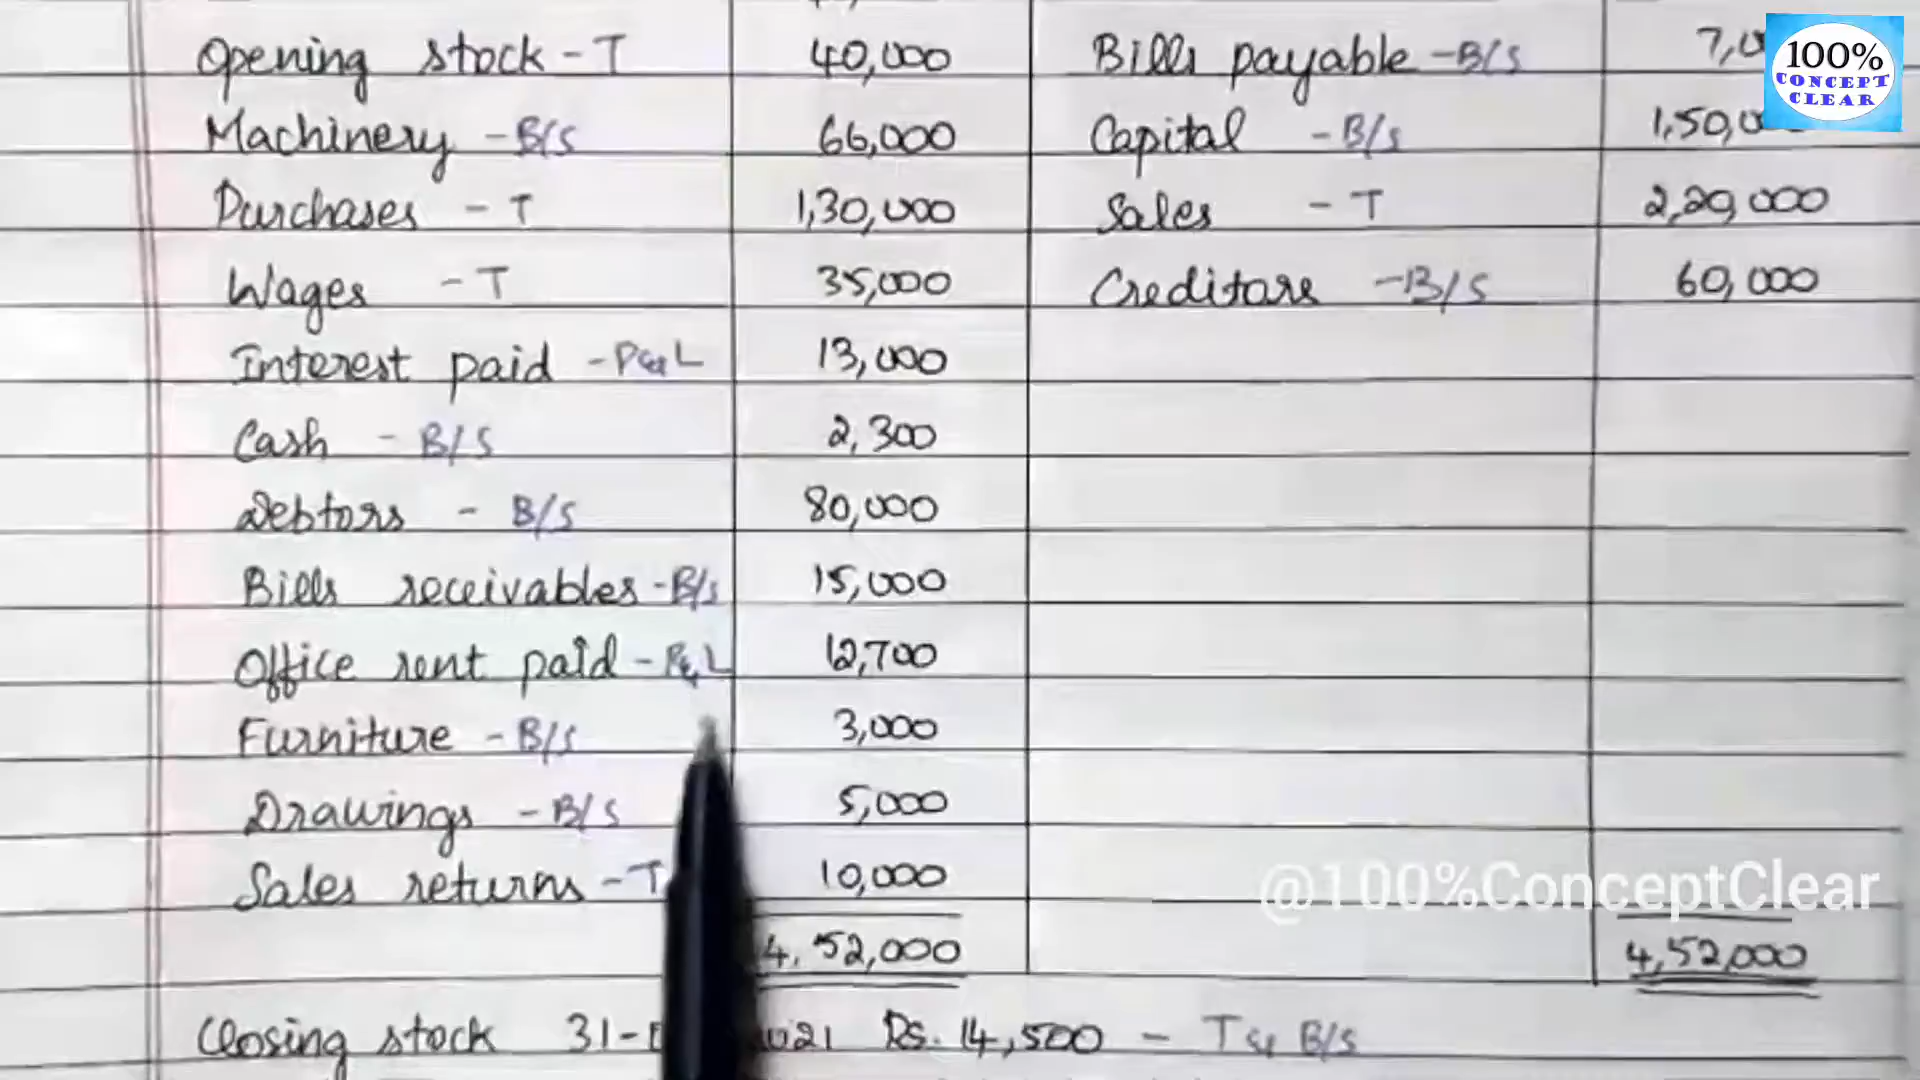 Opening stock - T 40,000 Bills payable - B/S
Machinery - B/S 66,000 Capital - B/S
Purchases - T 1,30,000 Sales - T 2,29,000
Wages - T 35,000 Creditors - B/S 60,000
Interest paid - P&L 13,000
Cash - B/S 2,300
Debtors - B/S 80,000
Bills receivables - B/S 15,000
Office rent paid - P&L 12,700
Furniture - B/S 3,000
Drawings - B/S 5,000
Sales returns - T 10,000
4,52,000 4,52,000
Closing stock 31- Rs. 14,500 - T & B/S
100%
CONCEPT
CLEAR
@100%ConceptClear